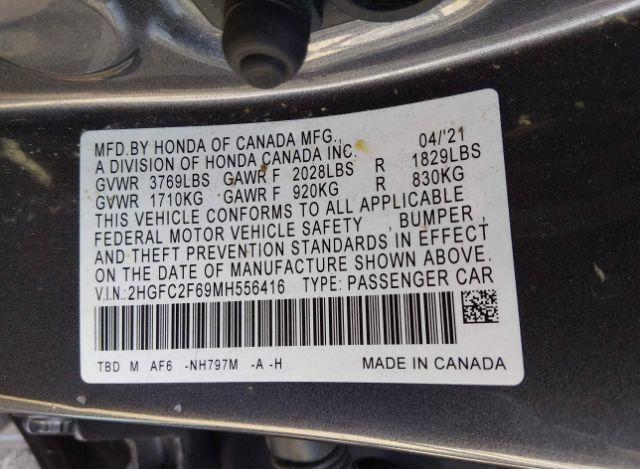 MFD.BY HONDA OF CANADA MFG., 04/'21
A DIVISION OF HONDA CANADA INC.
GVWR 3769LBS GAWR F 2028LBS R 1829LBS
GVWR 1710KG GAWR F 920KG R 830KG
THIS VEHICLE CONFORMS TO ALL APPLICABLE
FEDERAL MOTOR VEHICLE SAFETY , BUMPER ,
AND THEFT PREVENTION STANDARDS IN EFFECT
ON THE DATE OF MANUFACTURE SHOWN ABOVE.
V.I.N.:2HGFC2F69MH556416 TYPE: PASSENGER CAR
TBD M AF6 -NH797M -A -H MADE IN CANADA